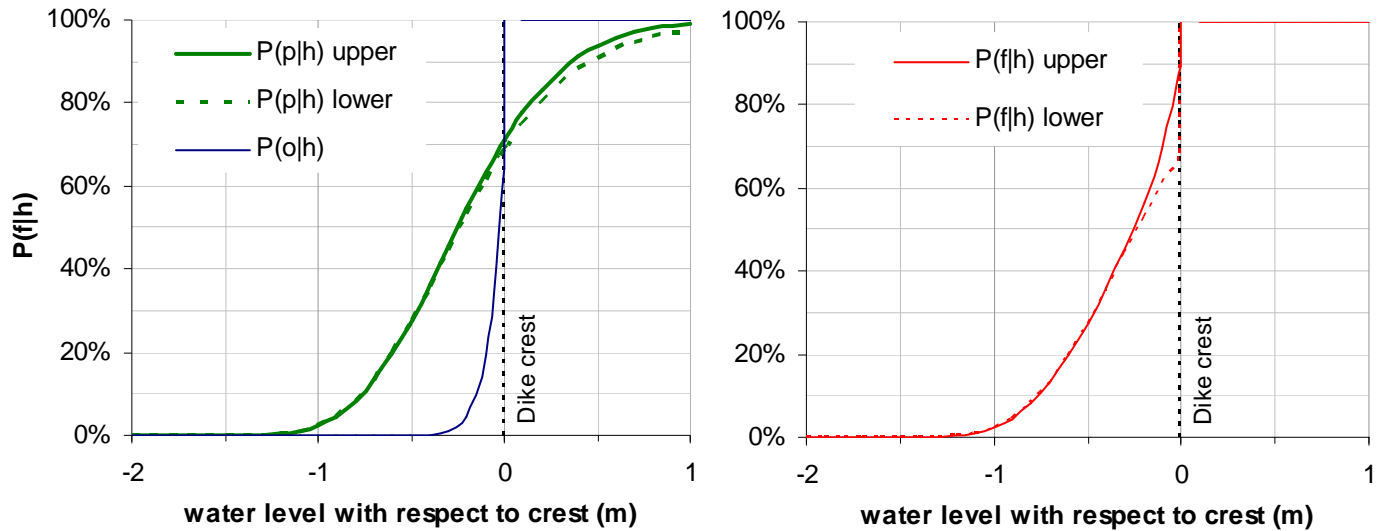 P(f|h)
100%
80%
60%
40%
20%
0%
P(p|h) upper
P(p|h) lower
P(o|h)
Dike crest
-2
-1
0
1
water level with respect to crest (m)
100%
80%
60%
40%
20%
0%
P(f|h) upper
P(f|h) lower
Dike crest
-2
-1
0
1
water level with respect to crest (m)